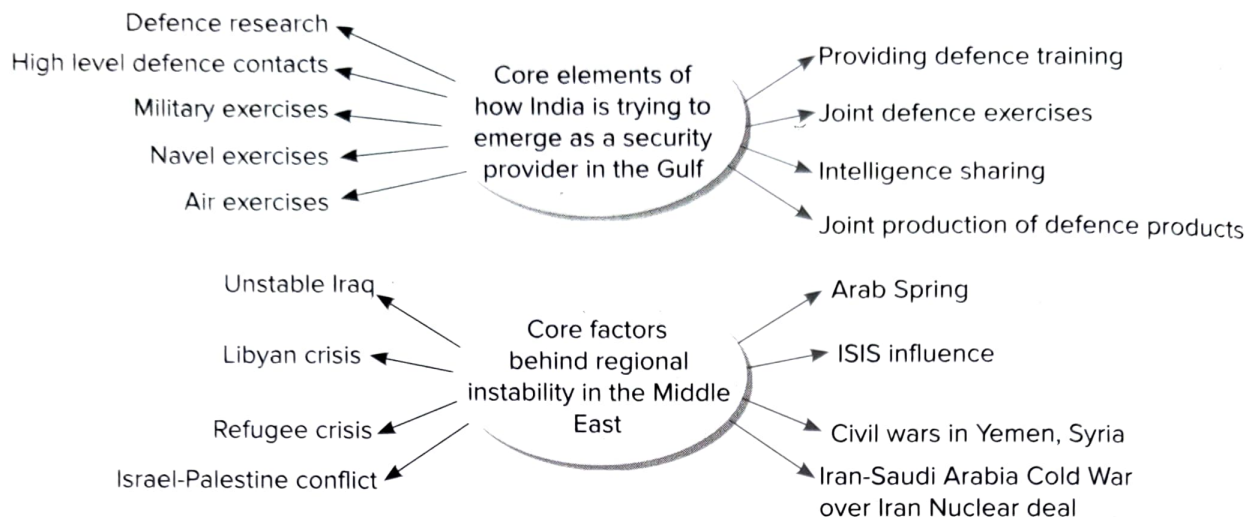 Defence research
High level defence contacts
Military exercises
Navel exercises
Air exercises
Core elements of
how India is trying to
emerge as a security
provider in the Gulf
Providing defence training
Joint defence exercises
Intelligence sharing
Joint production of defence products
Unstable Iraq
Libyan crisis
Refugee crisis
Israel-Palestine conflict
Core factors
behind regional
instability in the Middle
East
Arab Spring
ISIS influence
Civil wars in Yemen, Syria
Iran-Saudi Arabia Cold War
over Iran Nuclear deal